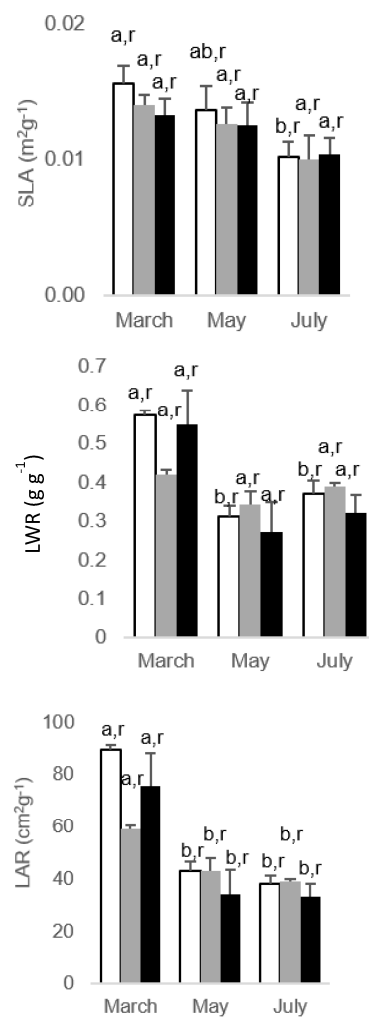 0.02
a,r
a,r
a,r
ab,r
a,r
a,r
a,r
b,r
a,r
0.01
SLA (m²g⁻¹)
0.00
March May July
0.7
a,r
a,r
a,r
0.6
0.5
a,r
a,r
a,r
b,r
b,r
a,r
0.4
LWR (g g⁻¹)
0.3
0.2
0.1
0
March May July
100
a,r
a,r
80
a,r
60
b,r
b,r
b,r
b,r
b,r
b,r
40
LAR (cm²g⁻¹)
20
0
March May July